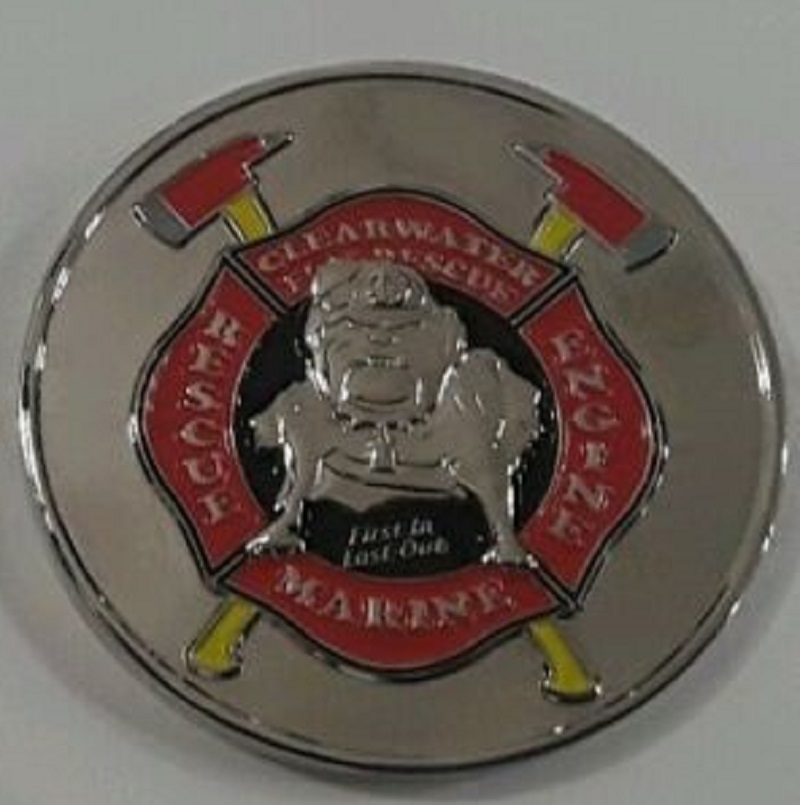 CLEARWATER
FIRE RESCUE
RESCUE
ENGINE
First In
Last Out
MARINE